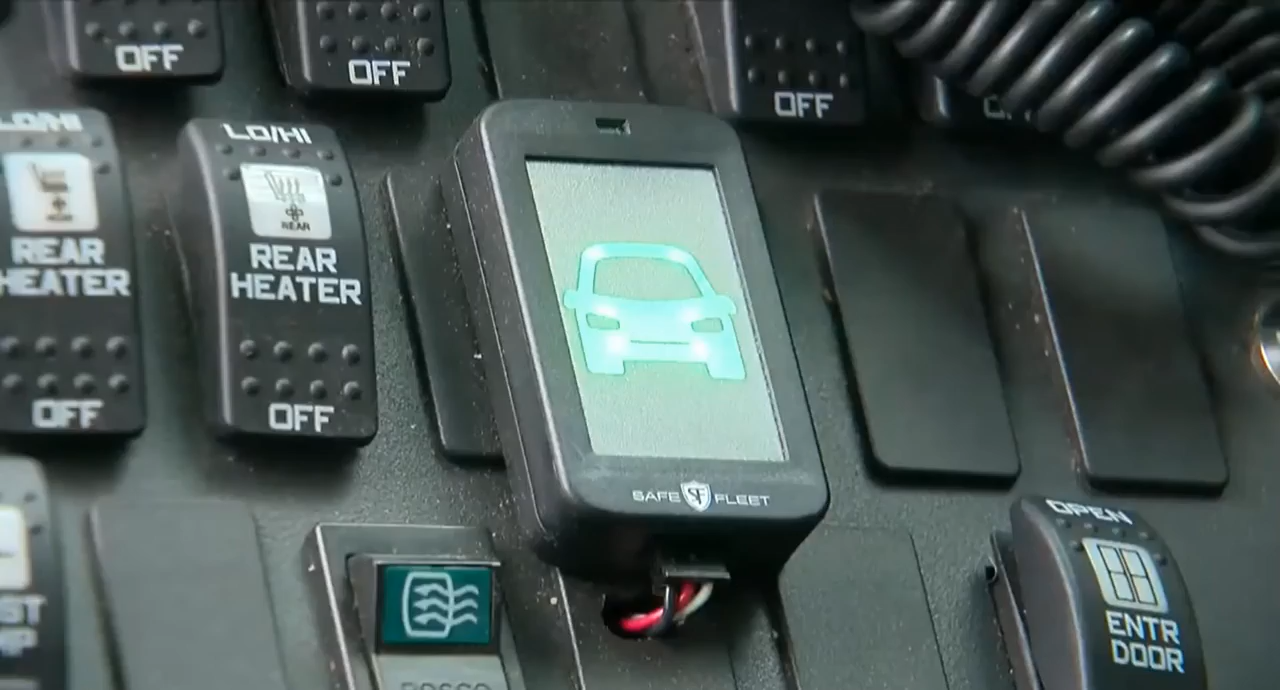 OFF
OFF
OFF
LO/HI
REAR
HEATER
OFF
LO/HI
REAR
REAR
HEATER
OFF
SAFE SF FLEET
OPEN
ENTR
DOOR